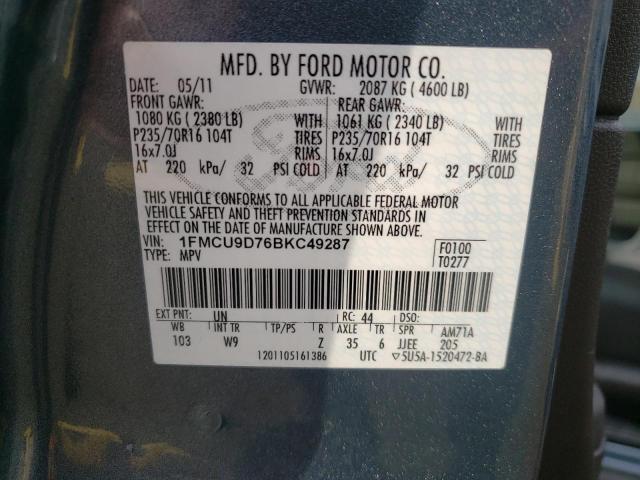 MFD. BY FORD MOTOR CO.
DATE: 05/11 GVWR: 2087 KG ( 4600 LB)
FRONT GAWR: REAR GAWR:
1080 KG ( 2380 LB) WITH 1061 KG ( 2340 LB) WITH
P235/70R16 104T TIRES P235/70R16 104T TIRES
16x7.0J RIMS 16x7.0J RIMS
AT 220 kPa/ 32 PSI COLD AT 220 kPa/ 32 PSI COLD
THIS VEHICLE CONFORMS TO ALL APPLICABLE FEDERAL MOTOR
VEHICLE SAFETY AND THEFT PREVENTION STANDARDS IN
EFFECT ON THE DATE OF MANUFACTURE SHOWN ABOVE.
VIN: 1FMCU9D76BKC49287 F0100
TYPE: MPV T0277
EXT PNT: UN RC: 44 DSO:
WB INT TR TP/PS R AXLE TR SPR AM71A
103 W9 Z 35 6 JJEE 205
1201105161386 UTC ▽5U5A-1520472-BA